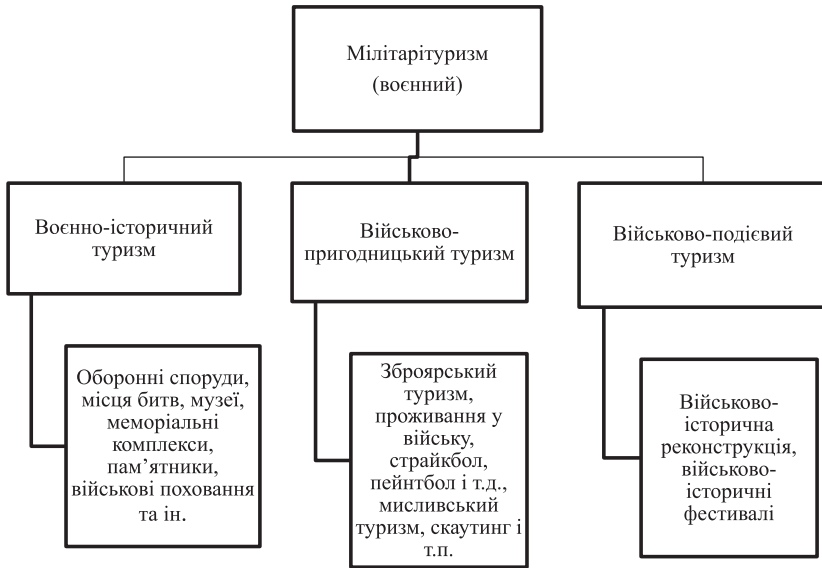 Мілітарітуризм
(воєнний)
Воєнно-історичний
туризм
Військово-
пригодницький туризм
Військово-подієвий
туризм
Оборонні споруди,
місця битв, музеї,
меморіальні
комплекси,
пам’ятники,
військові поховання
та ін.
Зброярський
туризм,
проживання у
війську,
страйкбол,
пейнтбол і т.д.,
мисливський
туризм, скаутинг і
т.п.
Військово-
історична
реконструкція,
військово-
історичні
фестивалі